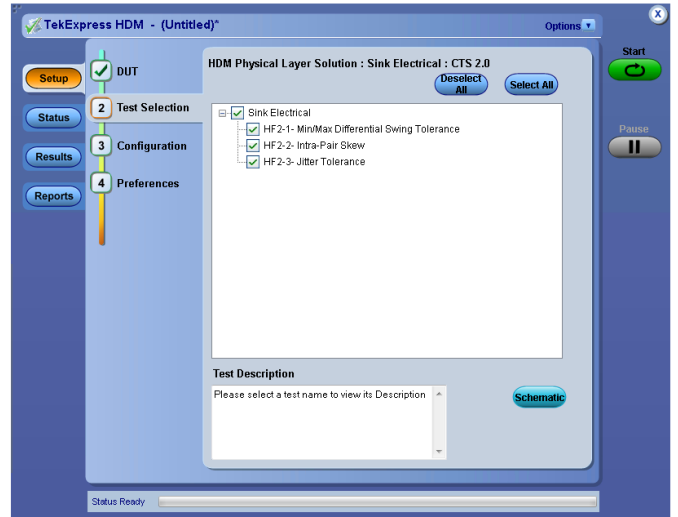 TekExpress HDM - (Untitled)*
Options
X
Start
Setup
DUT
HDM Physical Layer Solution : Sink Electrical : CTS 2.0
Deselect
All
Select All
Status
2 Test Selection
Sink Electrical
HF2-1- Min/Max Differential Swing Tolerance
Pause
3 Configuration
HF2-2- Intra-Pair Skew
Results
HF2-3- Jitter Tolerance
4 Preferences
Reports
Test Description
Please select a test name to view its Description
Schematic
Status Ready